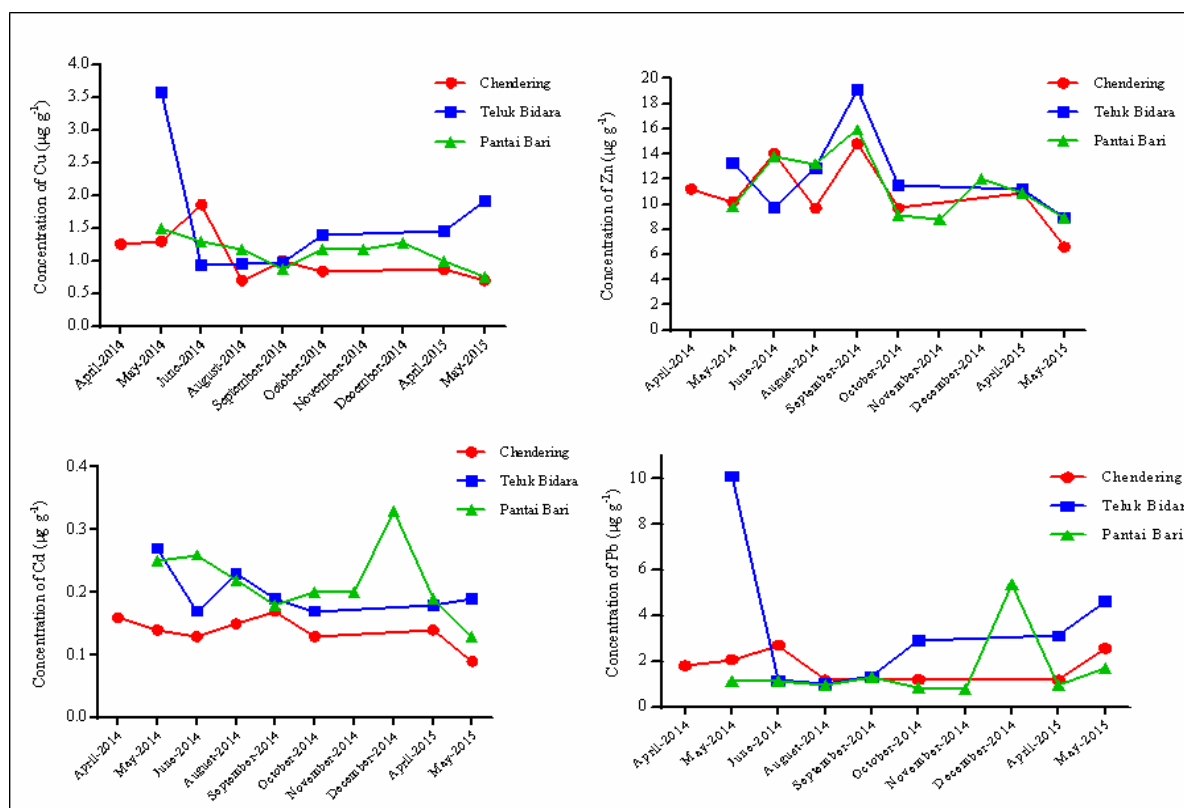 Concentration of Cu (µg g-1)
4.0
3.5
3.0
2.5
2.0
1.5
1.0
0.5
0.0
Chendering
Teluk Bidara
Pantai Bari
April-2014
May-2014
June-2014
August-2014
September-2014
October-2014
November-2014
December-2014
April-2015
May-2015
Concentration of Zn (µg g-1)
20
18
16
14
12
10
8
6
4
2
0
Chendering
Teluk Bidara
Pantai Bari
April-2014
May-2014
June-2014
August-2014
September-2014
October-2014
November-2014
December-2014
April-2015
May-2015
Concentration of Cd (µg g-1)
0.4
0.3
0.2
0.1
0.0
Chendering
Teluk Bidara
Pantai Bari
April-2014
May-2014
June-2014
August-2014
September-2014
October-2014
November-2014
December-2014
April-2015
May-2015
Concentration of Pb (µg g-1)
10
8
6
4
2
0
Chendering
Teluk Bidara
Pantai Bari
April-2014
May-2014
June-2014
August-2014
September-2014
October-2014
November-2014
December-2014
April-2015
May-2015